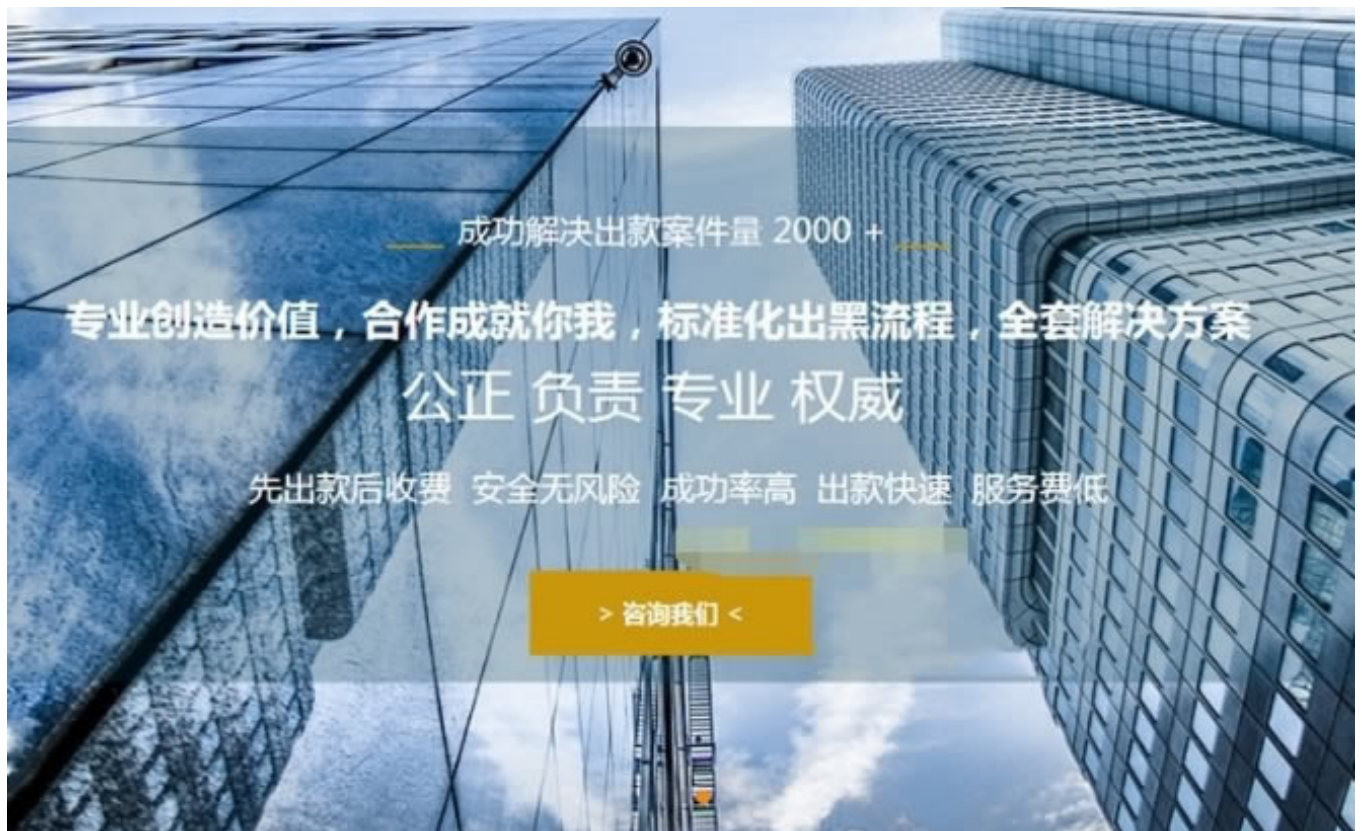 成功解决出款案件量 2000 +
专业创造价值，合作成就你我，标准化出黑流程，全套解决方案
公正 负责 专业 权威
先出款后收费 安全无风险 成功率高 出款快速 服务费低
> 咨询我们 <